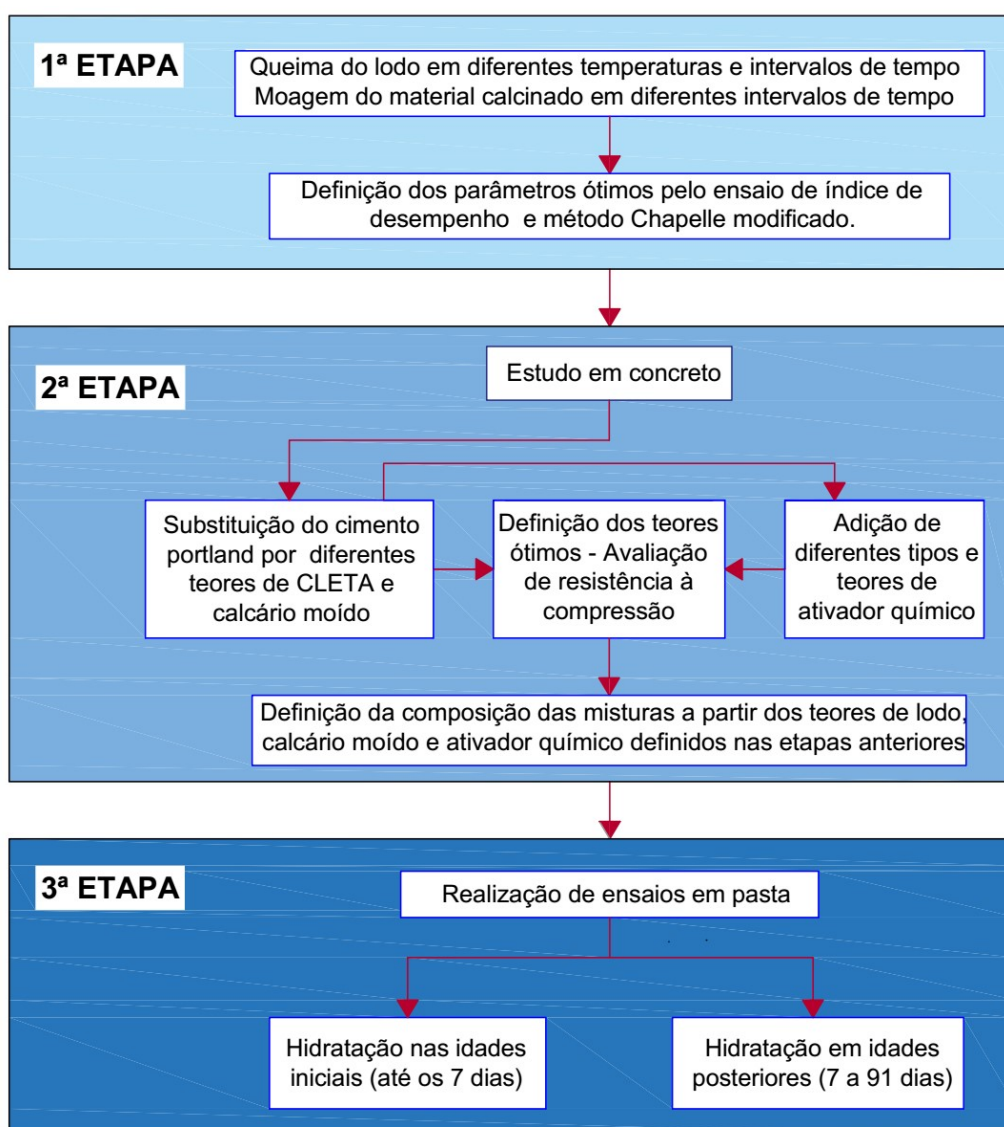 1ª ETAPA
Queima do lodo em diferentes temperaturas e intervalos de tempo
Moagem do material calcinado em diferentes intervalos de tempo
Definição dos parâmetros ótimos pelo ensaio de índice de
desempenho e método Chapelle modificado.
2ª ETAPA
Estudo em concreto
Substituição do cimento
portland por diferentes
teores de CLETA e
calcário moído
Definição dos teores
ótimos - Avaliação
de resistência à
compressão
Adição de
diferentes tipos e
teores de
ativador químico
Definição da composição das misturas a partir dos teores de lodo,
calcário moído e ativador químico definidos nas etapas anteriores
3ª ETAPA
Realização de ensaios em pasta
Hidratação nas idades
iniciais (até os 7 dias)
Hidratação em idades
posteriores (7 a 91 dias)